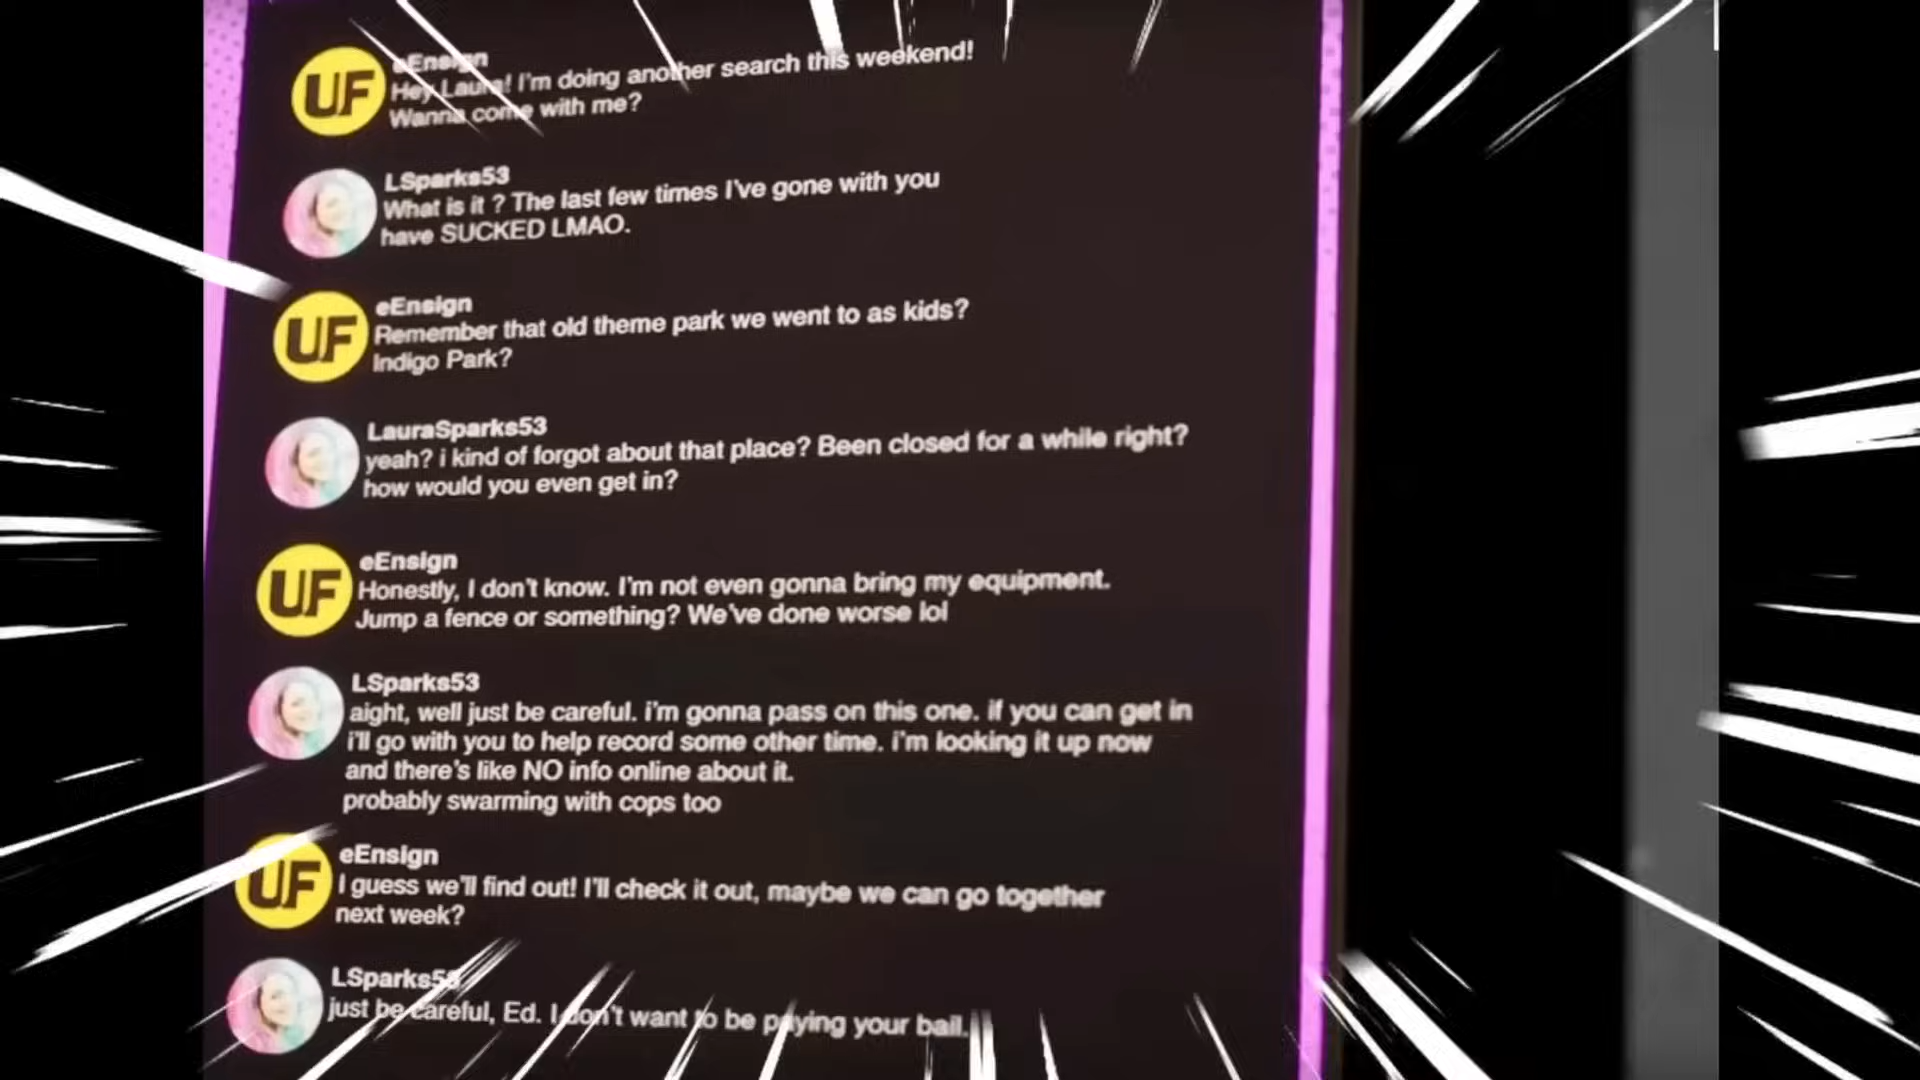 UF
eEnsign
Hey Laura! I'm doing another search this weekend!
Wanna come with me?
LSparks53
What is it ? The last few times I've gone with you
have SUCKED LMAO.
UF
eEnsign
Remember that old theme park we went to as kids?
Indigo Park?
LauraSparks53
yeah? i kind of forgot about that place? Been closed for a while right?
how would you even get in?
UF
eEnsign
Honestly, I don't know. I'm not even gonna bring my equipment.
Jump a fence or something? We've done worse lol
LSparks53
aight, well just be careful. i'm gonna pass on this one. if you can get in
i'll go with you to help record some other time. i'm looking it up now
and there's like NO info online about it.
probably swarming with cops too
UF
eEnsign
I guess we'll find out! I'll check it out, maybe we can go together
next week?
LSparks53
just be careful, Ed. I don't want to be paying your bail.